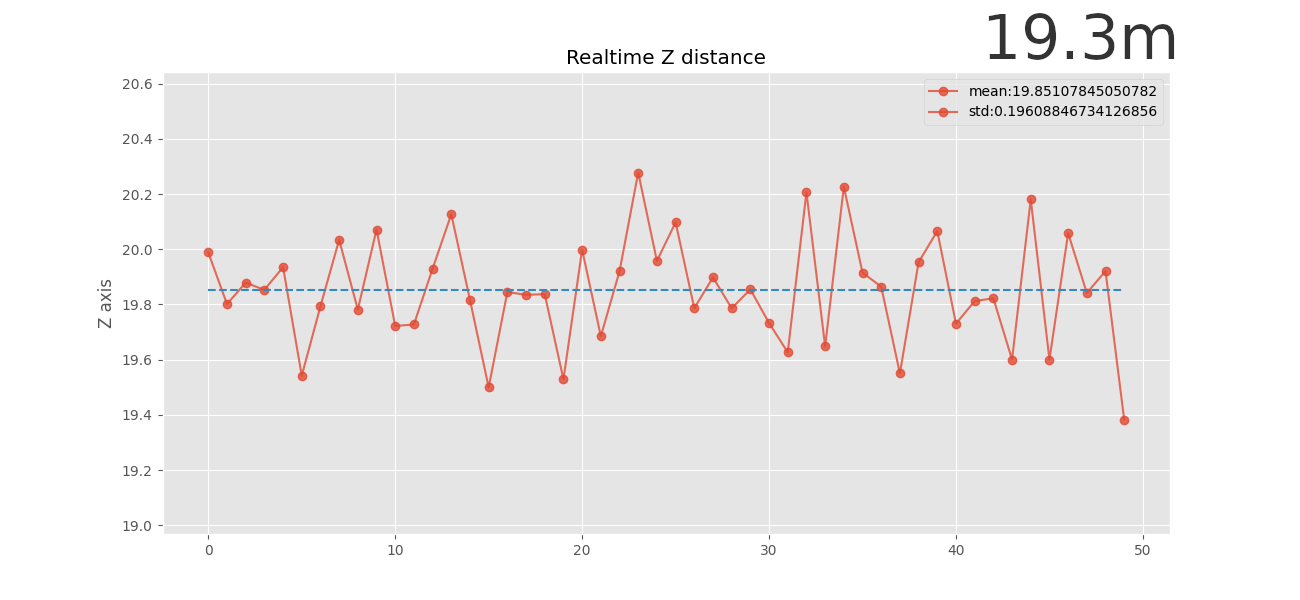 19.3m
Realtime Z distance
mean:19.85107845050782
std:0.19608846734126856
Z axis
20.6
20.4
20.2
20.0
19.8
19.6
19.4
19.2
19.0
0 10 20 30 40 50